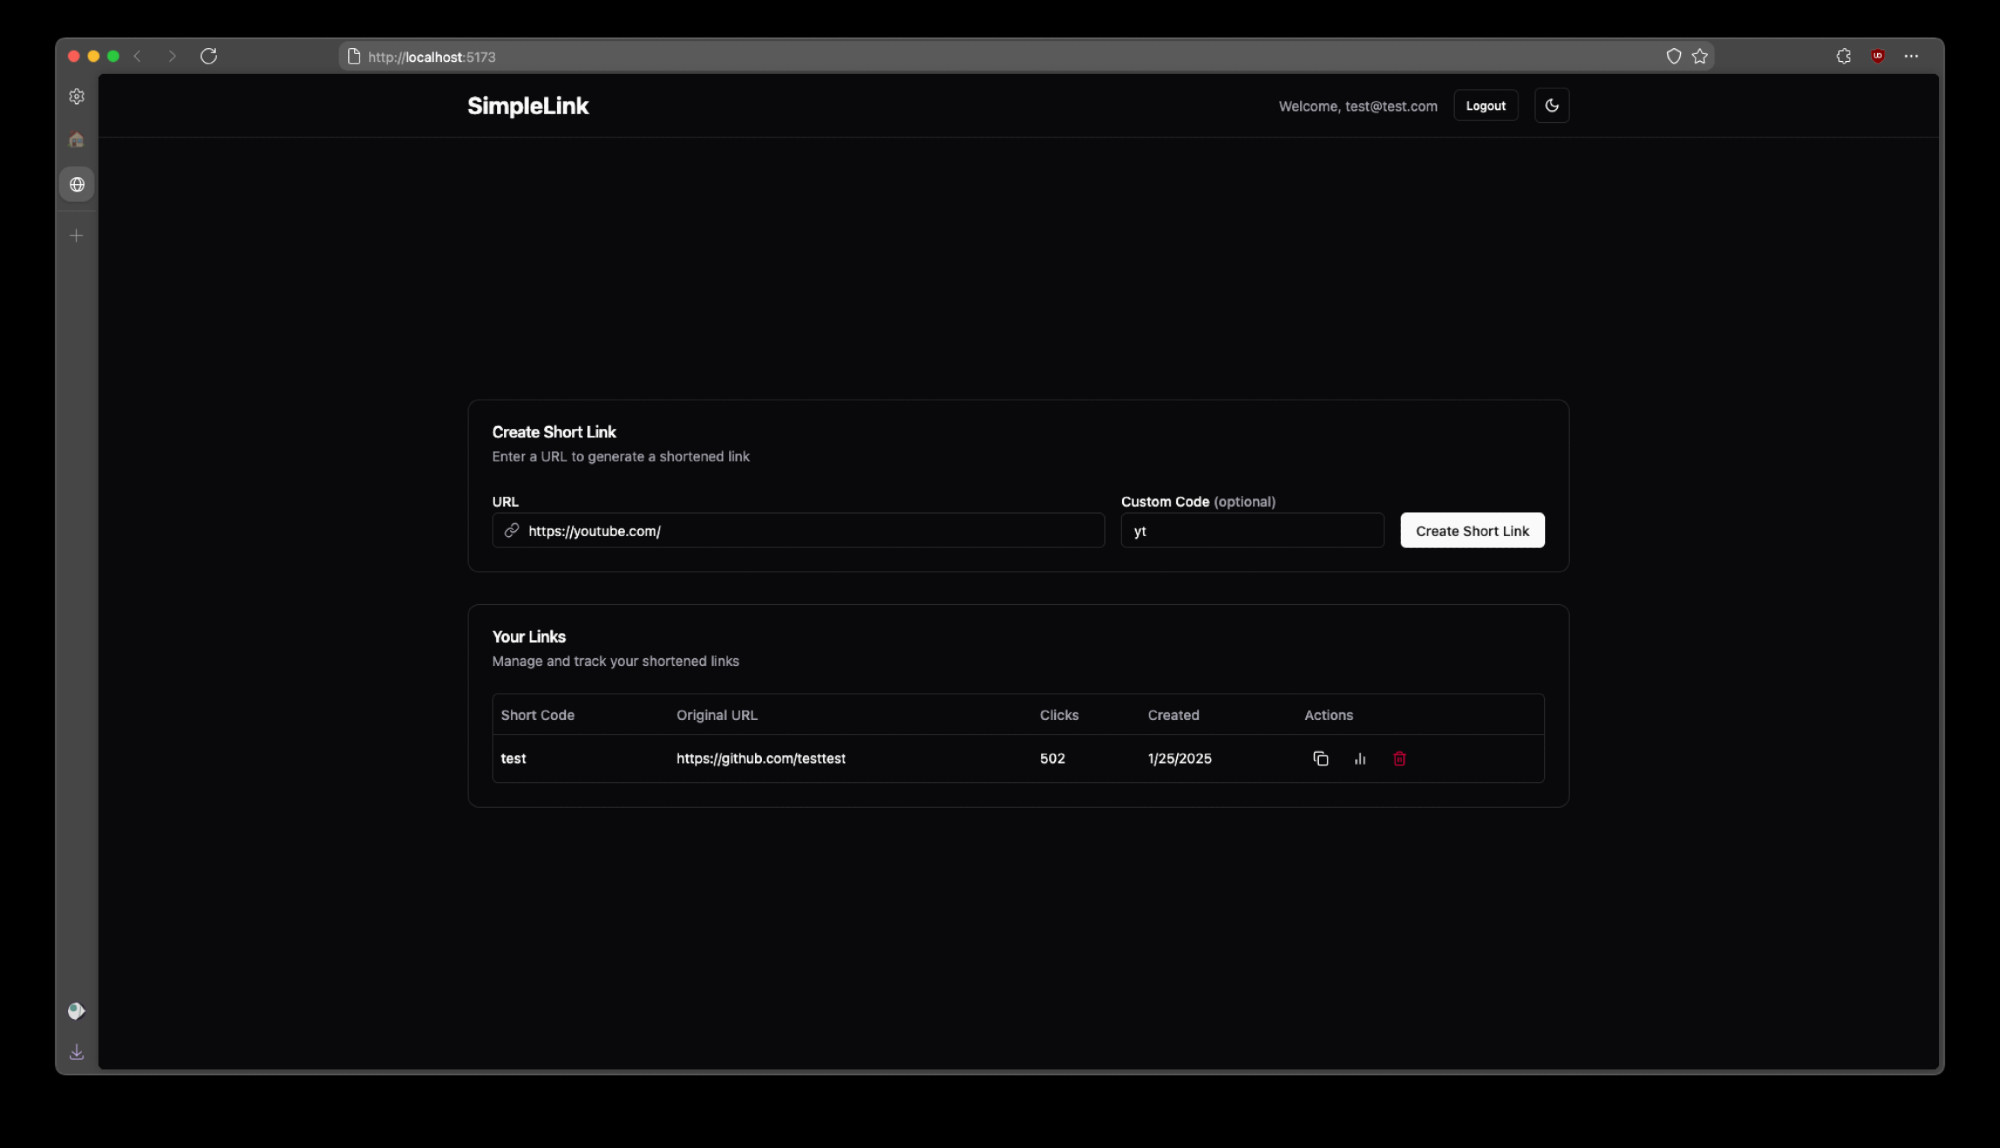 http://localhost:5173
SimpleLink
Welcome, test@test.com
Logout
Create Short Link
Enter a URL to generate a shortened link
URL
Custom Code (optional)
https://youtube.com/
yt
Create Short Link
Your Links
Manage and track your shortened links
Short Code Original URL Clicks Created Actions
test https://github.com/testtest 502 1/25/2025